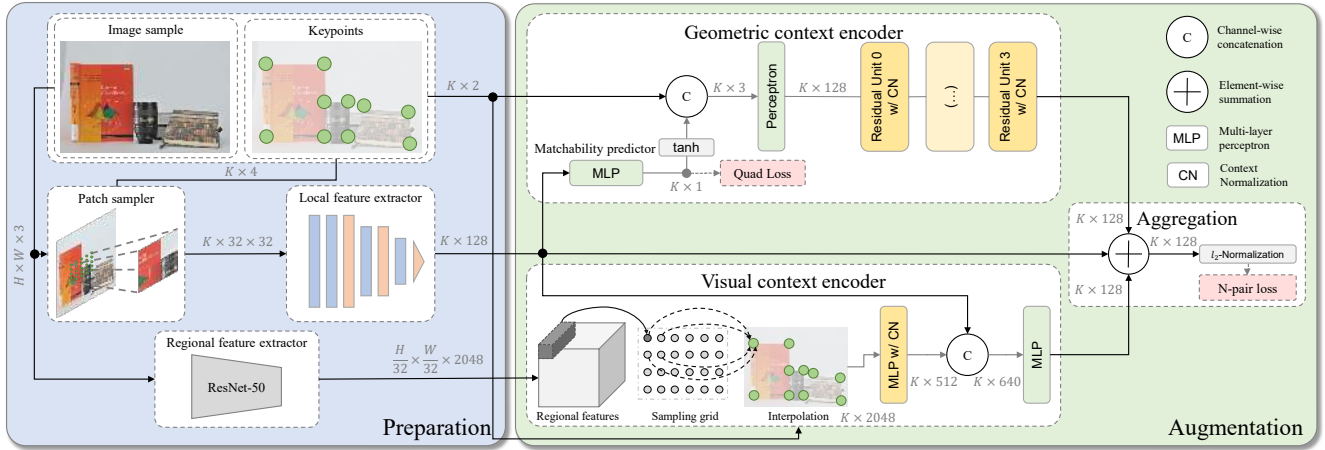 Image sample
Keypoints
K × 2
K × 4
H × W × 3
Patch sampler
K × 32 × 32
Local feature extractor
K × 128
Regional feature extractor
ResNet-50
H/32 × W/32 × 2048
Preparation
Geometric context encoder
C
K × 3
Perceptron
K × 128
Residual Unit 0
w/ CN
(...)
Residual Unit 3
w/ CN
tanh
Matchability predictor
MLP
K × 1
Quad Loss
Visual context encoder
Regional features
Sampling grid
Interpolation
K × 2048
MLP w/ CN
K × 512
C
K × 640
MLP
C
Channel-wise
concatenation
Element-wise
summation
MLP
Multi-layer
perceptron
CN
Context
Normalization
K × 128
Aggregation
K × 128
l2-Normalization
K × 128
N-pair loss
Augmentation